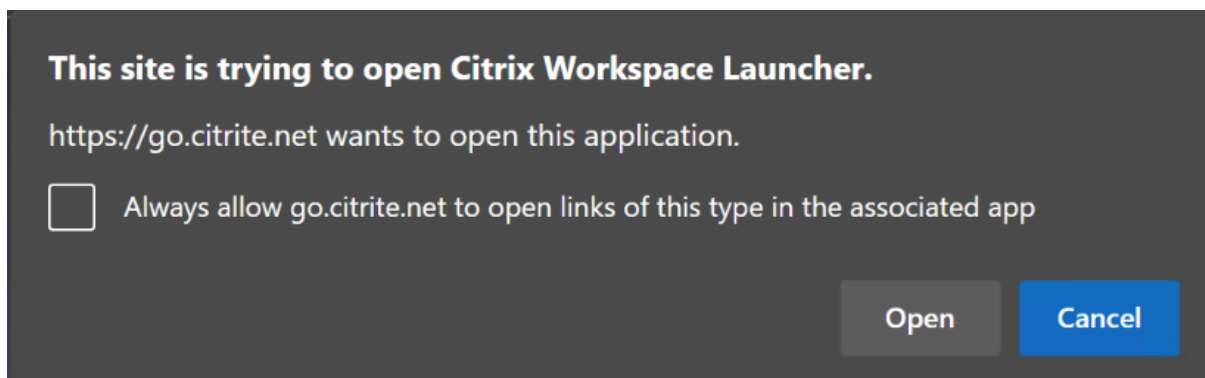 This site is trying to open Citrix Workspace Launcher.
https://go.citrite.net wants to open this application.
Always allow go.citrite.net to open links of this type in the associated app
Open Cancel